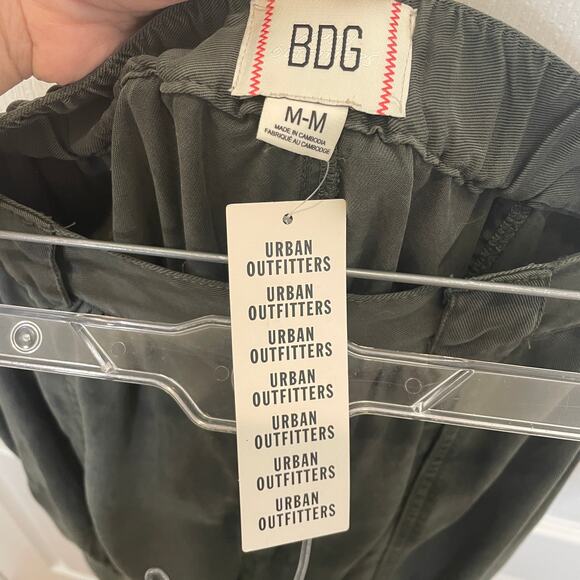 BDG
M-M
MADE IN CAMBODIA
FABRIQUÉ AU CAMBODGE
URBAN
OUTFITTERS
URBAN
OUTFITTERS
URBAN
OUTFITTERS
URBAN
OUTFITTERS
URBAN
OUTFITTERS
URBAN
OUTFITTERS
URBAN
OUTFITTERS